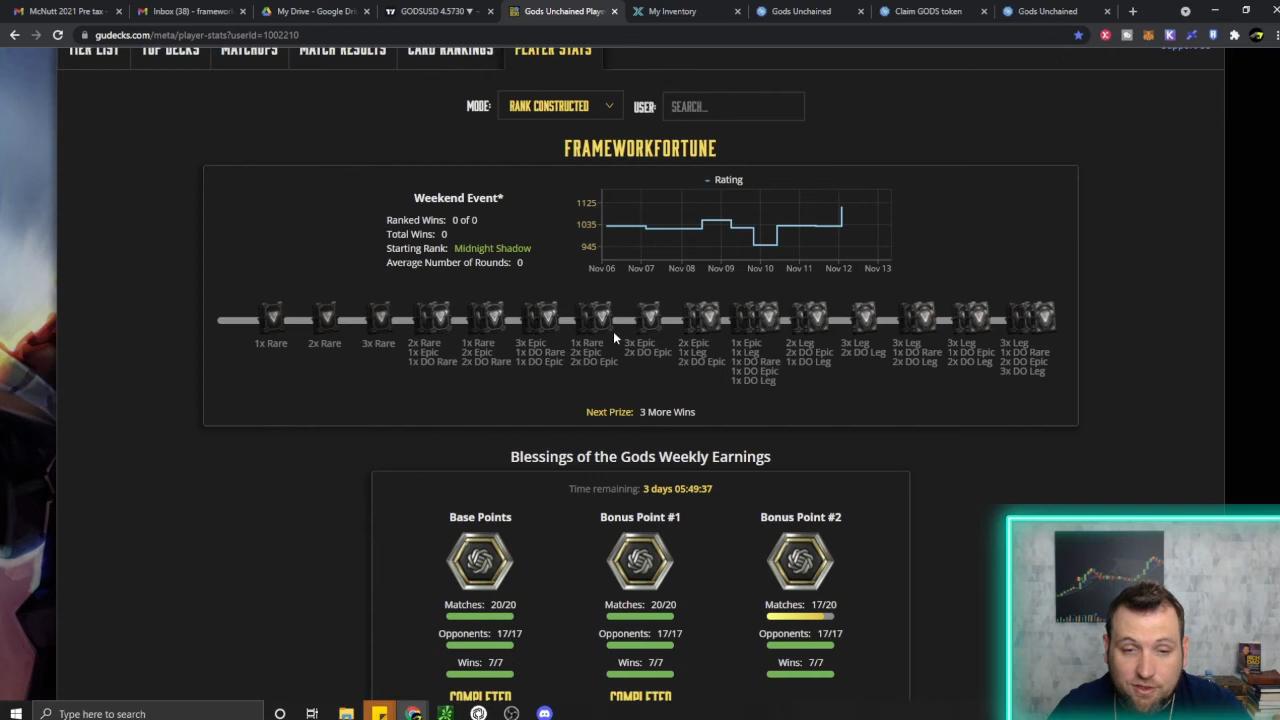 McNutt 2021 Pre tax -
Inbox (38) - framework
My Drive - Google Dri
GODSUSD 4.5730
Gods Unchained Playe
My Inventory
Gods Unchained
Claim GODS token
Gods Unchained
gudecks.com/meta/player-stats?userId=1002210
TIER LIST
TOP DECKS
MATCHUPS
MATCH RESULTS
CARD RANKINGS
PLAYER STATS
Support Us
MODE:
RANK CONSTRUCTED
USER:
SEARCH...
FRAMEWORKFORTUNE
Weekend Event*
Ranked Wins: 0 of 0
Total Wins: 0
Starting Rank: Midnight Shadow
Average Number of Rounds: 0
Rating
1125
1035
945
Nov 06 Nov 07 Nov 08 Nov 09 Nov 10 Nov 11 Nov 12 Nov 13
1x Rare
2x Rare
3x Rare
2x Rare
1x Epic
1x DO Rare
1x Rare
2x Epic
2x DO Rare
3x Epic
1x DO Rare
1x DO Epic
1x Rare
2x Epic
2x DO Epic
3x Epic
2x DO Epic
2x Epic
1x Leg
2x DO Epic
1x Epic
1x Leg
1x DO Rare
1x DO Epic
1x DO Leg
2x Leg
2x DO Epic
1x DO Leg
3x Leg
2x DO Leg
3x Leg
1x DO Rare
2x DO Leg
3x Leg
1x DO Epic
2x DO Leg
3x Leg
1x DO Rare
2x DO Epic
3x DO Leg
Next Prize: 3 More Wins
Blessings of the Gods Weekly Earnings
Time remaining: 3 days 05:49:37
Base Points
Matches: 20/20
Opponents: 17/17
Wins: 7/7
COMPLETED
Bonus Point #1
Matches: 20/20
Opponents: 17/17
Wins: 7/7
COMPLETED
Bonus Point #2
Matches: 17/20
Opponents: 17/17
Wins: 7/7
Type here to search